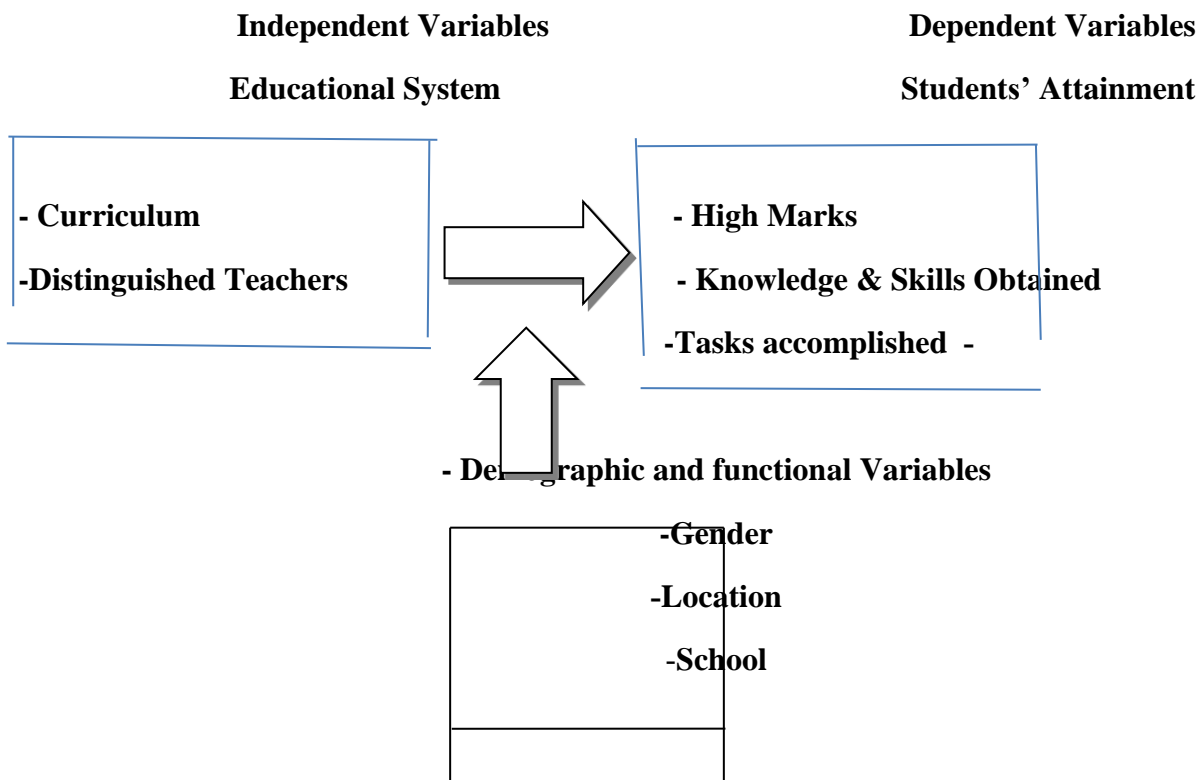 Independent Variables Dependent Variables
Educational System Students’ Attainment
- Curriculum
-Distinguished Teachers
- High Marks
- Knowledge & Skills Obtained
-Tasks accomplished -
- Demographic and functional Variables
-Gender
-Location
-School